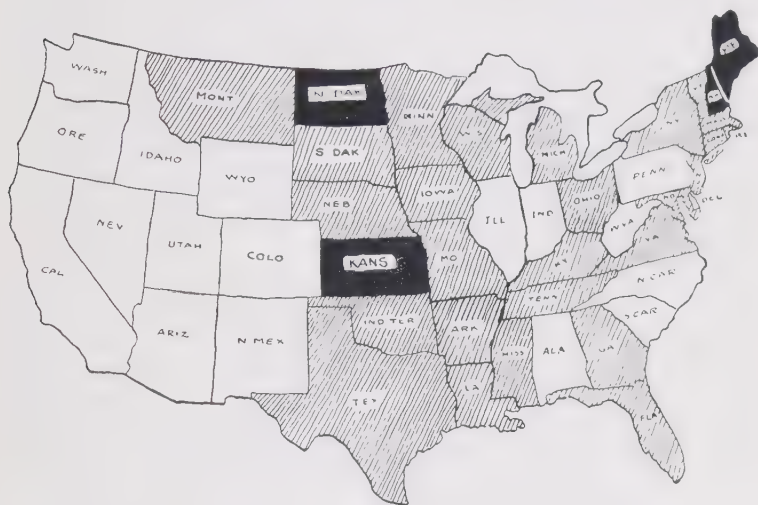 WASH
MONT
N DAK
MINN
ORE
IDAHO
S DAK
WIS
MICH
WYO
NEB
IOWA
PENN
NEV
UTAH
COLO
ILL
IND
OHIO
DEL
CAL
KANS
MO
W VA
VA
KY
N CAR
ARIZ
N MEX
IND TER
ARK
TENN
S CAR
MISS
ALA
GA
LA
TEX
FLA